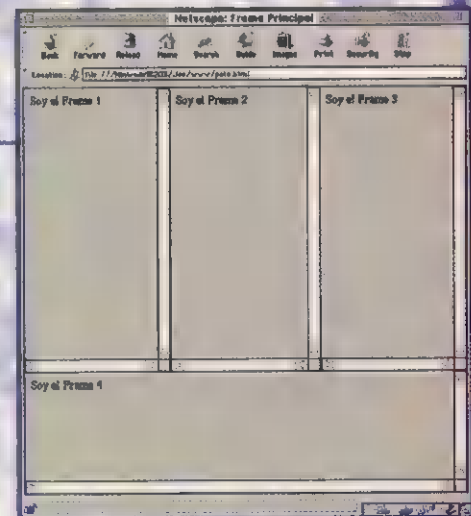 Netscape: Frame Principal
Back Forward Reload Home Search Guide Images Print Security Stop
Location:
Soy el Frame 1
Soy el Frame 2
Soy el Frame 3
Soy el Frame 4